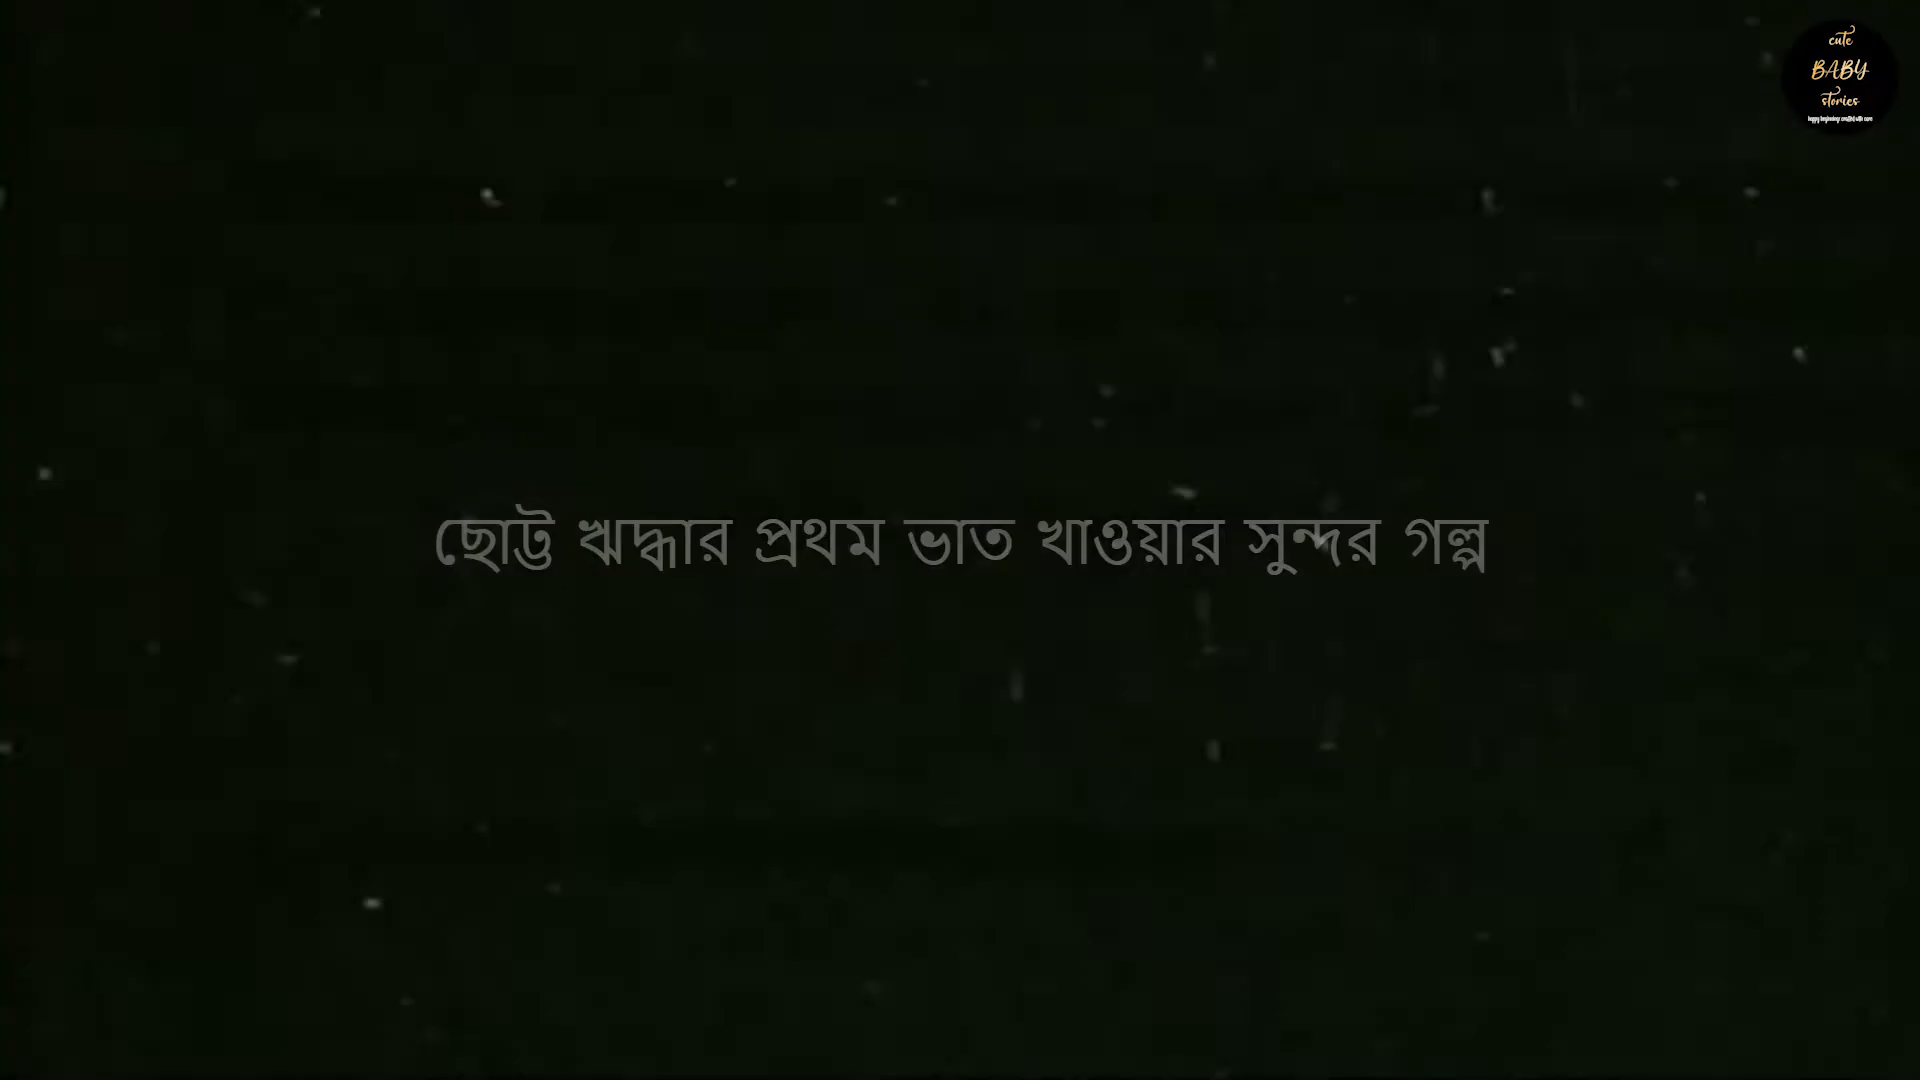 cute
BABY
stories
ছোট্ট ঋদ্ধার প্রথম ভাত খাওয়ার সুন্দর গল্প